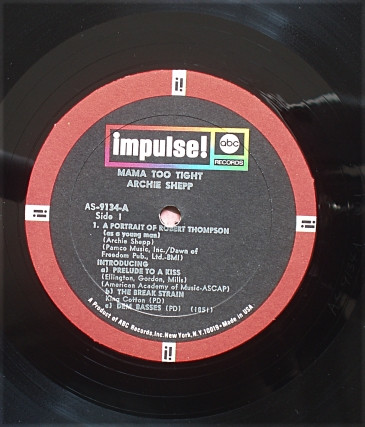 i!
impulse!
abc
RECORDS
MAMA TOO TIGHT
ARCHIE SHEPP
AS-9134-A
Side 1
1. A PORTRAIT OF ROBERT THOMPSON
(as a young man)
(Archie Shepp)
(Pamco Music, Inc./Dawn of
Freedom Pub., Ltd.-BMI)
INTRODUCING
a) PRELUDE TO A KISS
(Ellington, Gordon, Mills)
(American Academy of Music-ASCAP)
b) THE BREAK STRAIN
King Cotton (PD)
c) DEM BASSES (PD) (1851)
A Product of ABC Records, Inc. New York, N.Y. 10019 • Made in USA
i!
i!
i!